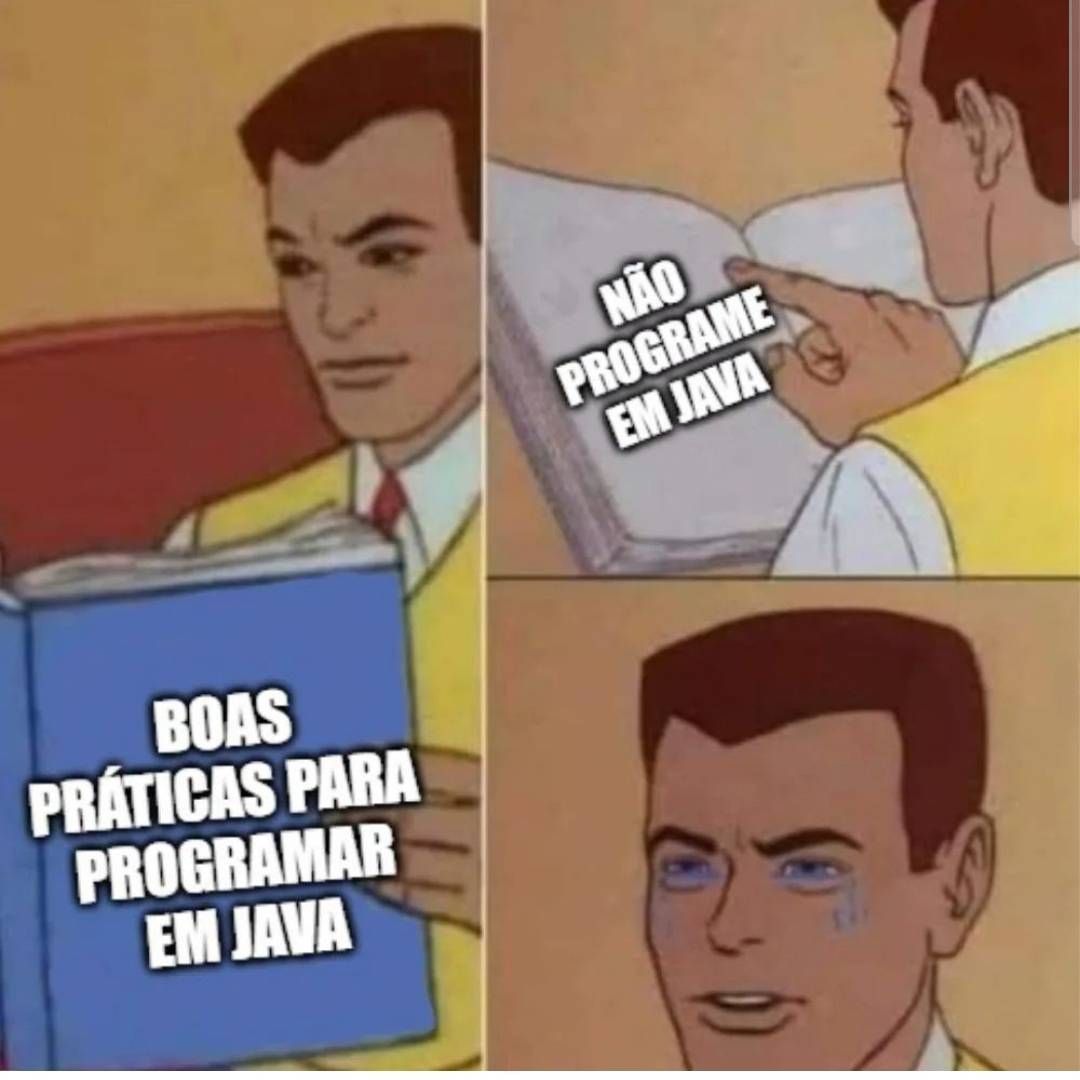 BOAS
PRÁTICAS PARA
PROGRAMAR
EM JAVA
NÃO
PROGRAME
EM JAVA